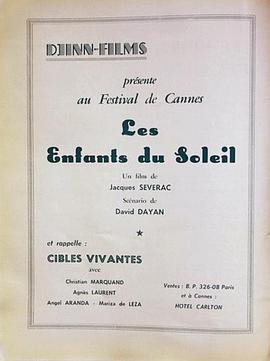 DJINN-FILMS
présente
au Festival de Cannes
Les
Enfants du Soleil
Un film de
Jacques SEVERAC
Scénario de
David DAYAN
et rappelle :
CIBLES VIVANTES
avec
Christian MARQUAND
Agnès LAURENT
Angel ARANDA - Mariza de LEZA
Ventes : B. P. 326-08 Paris
et à Cannes :
HOTEL CARLTON